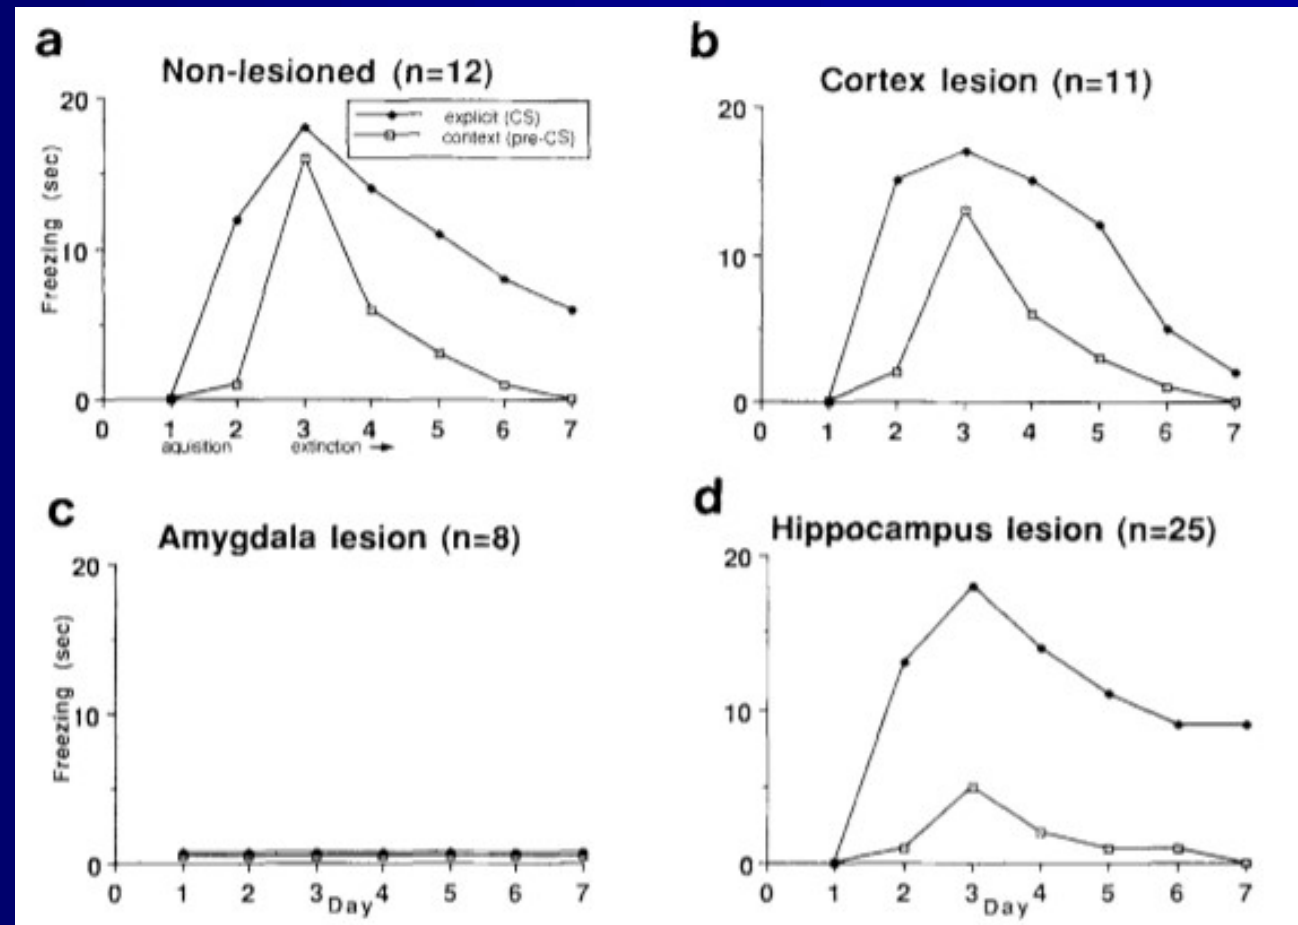 a
Non-lesioned (n=12)
20
10
0
Freezing (sec)
explicit (CS)
context (pre-CS)
0 1 2 3 4 5 6 7
aquisition extinction →
b
Cortex lesion (n=11)
20
10
0
0 1 2 3 4 5 6 7
c
Amygdala lesion (n=8)
20
10
0
Freezing (sec)
0 1 2 3 4 5 6 7
Day
d
Hippocampus lesion (n=25)
20
10
0
0 1 2 3 4 5 6 7
Day